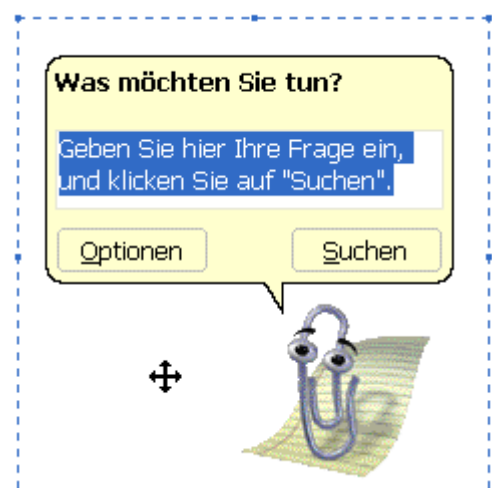 Was möchten Sie tun?
Geben Sie hier Ihre Frage ein,
und klicken Sie auf "Suchen".
Optionen
Suchen